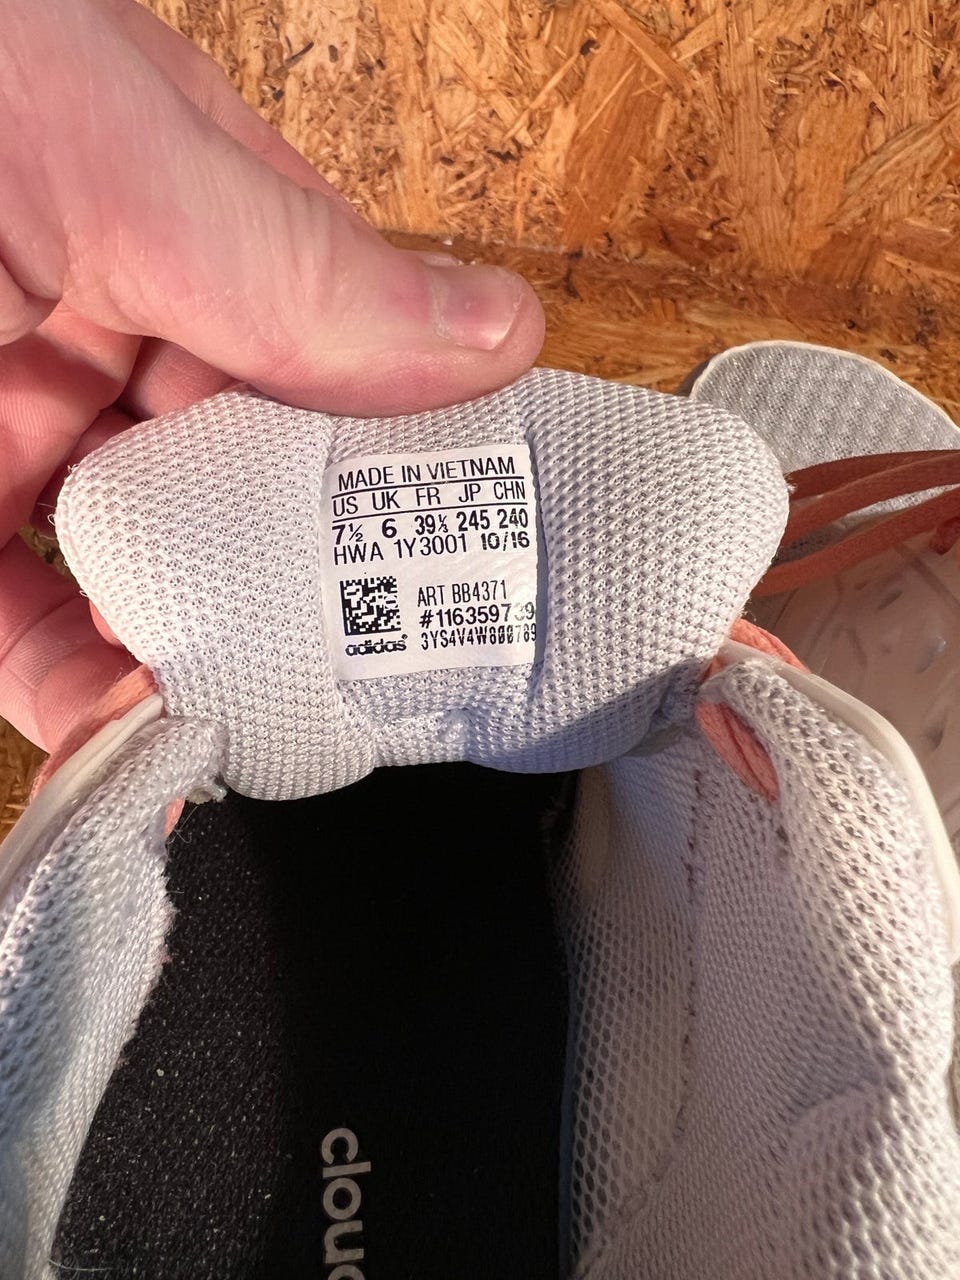 MADE IN VIETNAM
US UK FR JP CHN
7½ 6 39⅓ 245 240
HWA 1Y3001 10/16
ART BB4371
adidas